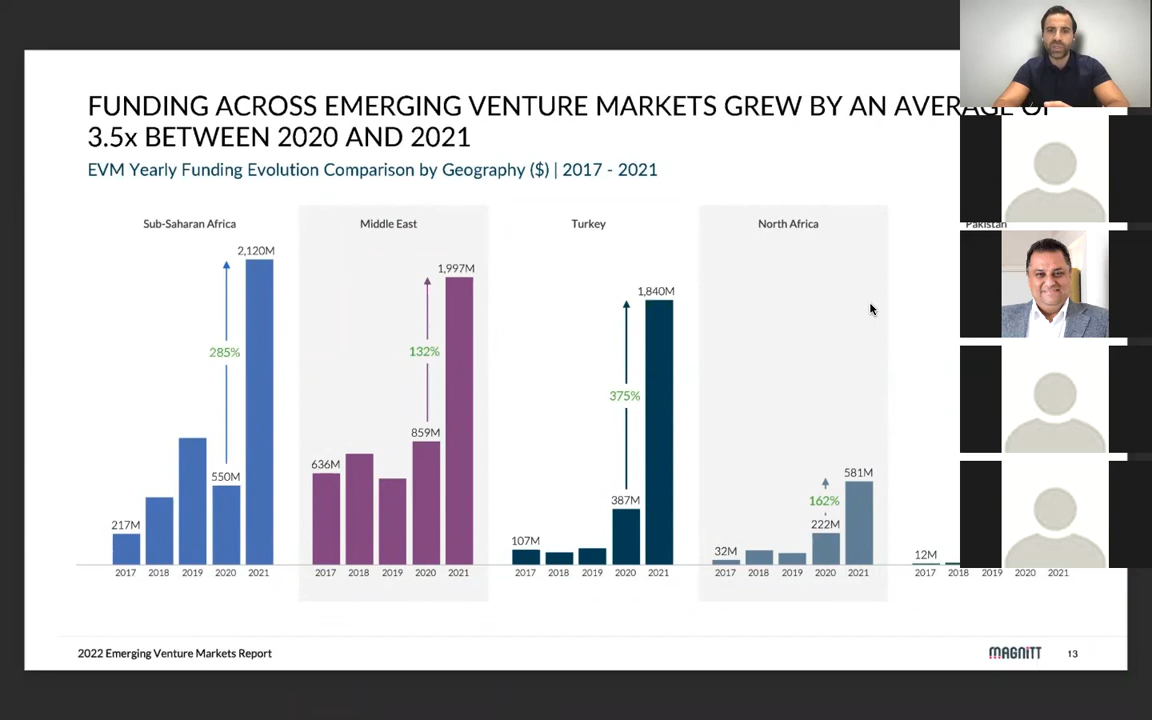 FUNDING ACROSS EMERGING VENTURE MARKETS GREW BY AN AVERAGE OF
3.5x BETWEEN 2020 AND 2021
EVM Yearly Funding Evolution Comparison by Geography ($) | 2017 - 2021
Sub-Saharan Africa
2,120M
285%
550M
217M
2017 2018 2019 2020 2021
Middle East
1,997M
132%
859M
636M
2017 2018 2019 2020 2021
Turkey
1,840M
375%
387M
107M
2017 2018 2019 2020 2021
North Africa
581M
162%
222M
32M
2017 2018 2019 2020 2021
Pakistan
12M
2017 2018 2019 2020 2021
2022 Emerging Venture Markets Report
MAGNiTT
13